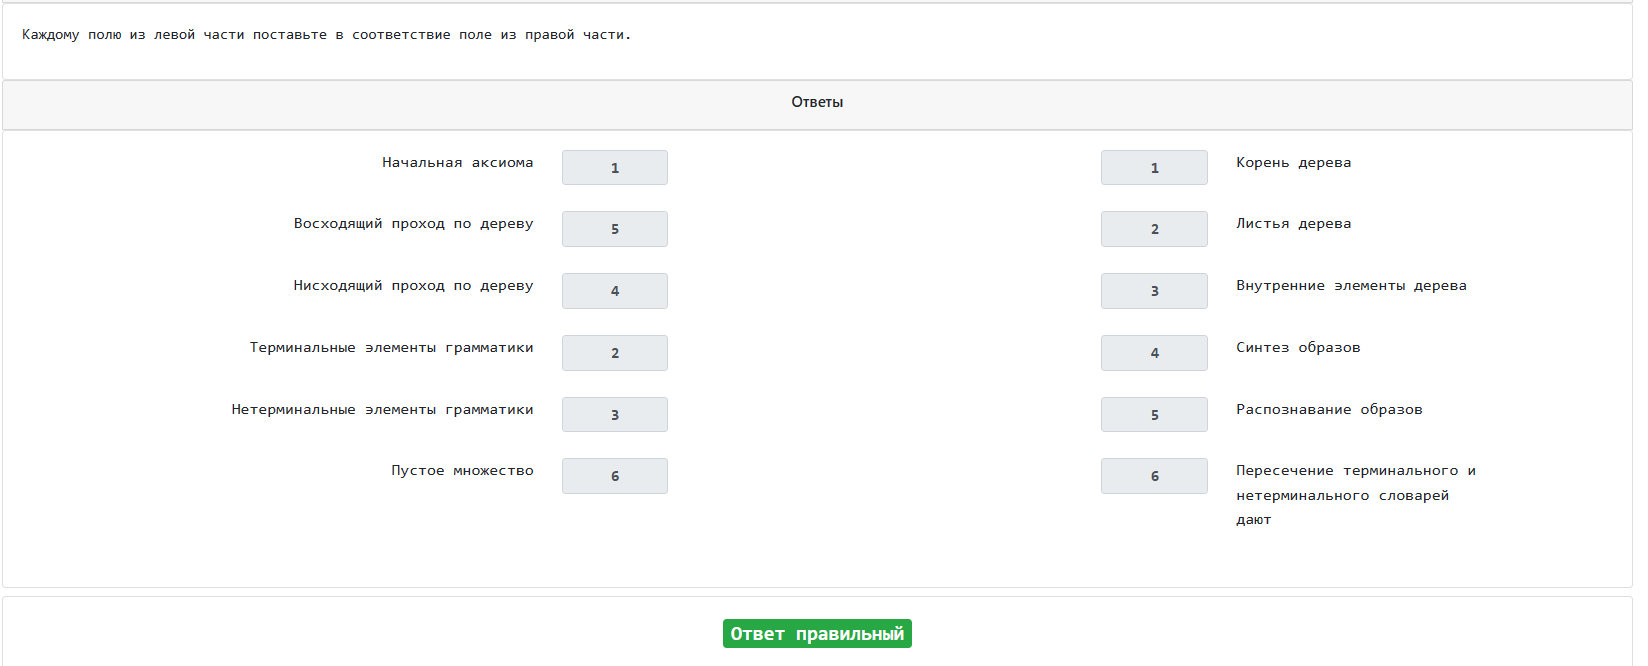 Каждому полю из левой части поставьте в соответствие поле из правой части.
Ответы
Начальная аксиома 1 1 Корень дерева
Восходящий проход по дереву 5 2 Листья дерева
Нисходящий проход по дереву 4 3 Внутренние элементы дерева
Терминальные элементы грамматики 2 4 Синтез образов
Нетерминальные элементы грамматики 3 5 Распознавание образов
Пустое множество 6 6 Пересечение терминального и
нетерминального словарей
дают
Ответ правильный